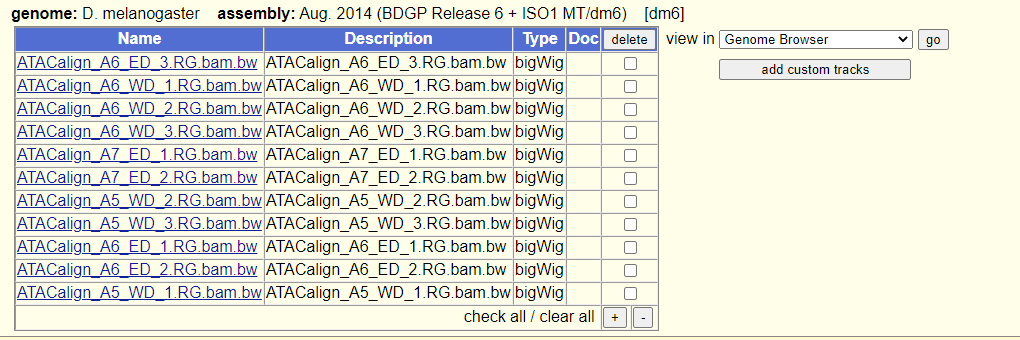 genome: D. melanogaster assembly: Aug. 2014 (BDGP Release 6 + ISO1 MT/dm6) [dm6]
Name Description Type Doc delete view in Genome Browser go
add custom tracks
ATACalign_A6_ED_3.RG.bam.bw ATACalign_A6_ED_3.RG.bam.bw bigWig
ATACalign_A6_WD_1.RG.bam.bw ATACalign_A6_WD_1.RG.bam.bw bigWig
ATACalign_A6_WD_2.RG.bam.bw ATACalign_A6_WD_2.RG.bam.bw bigWig
ATACalign_A6_WD_3.RG.bam.bw ATACalign_A6_WD_3.RG.bam.bw bigWig
ATACalign_A7_ED_1.RG.bam.bw ATACalign_A7_ED_1.RG.bam.bw bigWig
ATACalign_A7_ED_2.RG.bam.bw ATACalign_A7_ED_2.RG.bam.bw bigWig
ATACalign_A5_WD_2.RG.bam.bw ATACalign_A5_WD_2.RG.bam.bw bigWig
ATACalign_A5_WD_3.RG.bam.bw ATACalign_A5_WD_3.RG.bam.bw bigWig
ATACalign_A6_ED_1.RG.bam.bw ATACalign_A6_ED_1.RG.bam.bw bigWig
ATACalign_A6_ED_2.RG.bam.bw ATACalign_A6_ED_2.RG.bam.bw bigWig
ATACalign_A5_WD_1.RG.bam.bw ATACalign_A5_WD_1.RG.bam.bw bigWig
check all / clear all + -